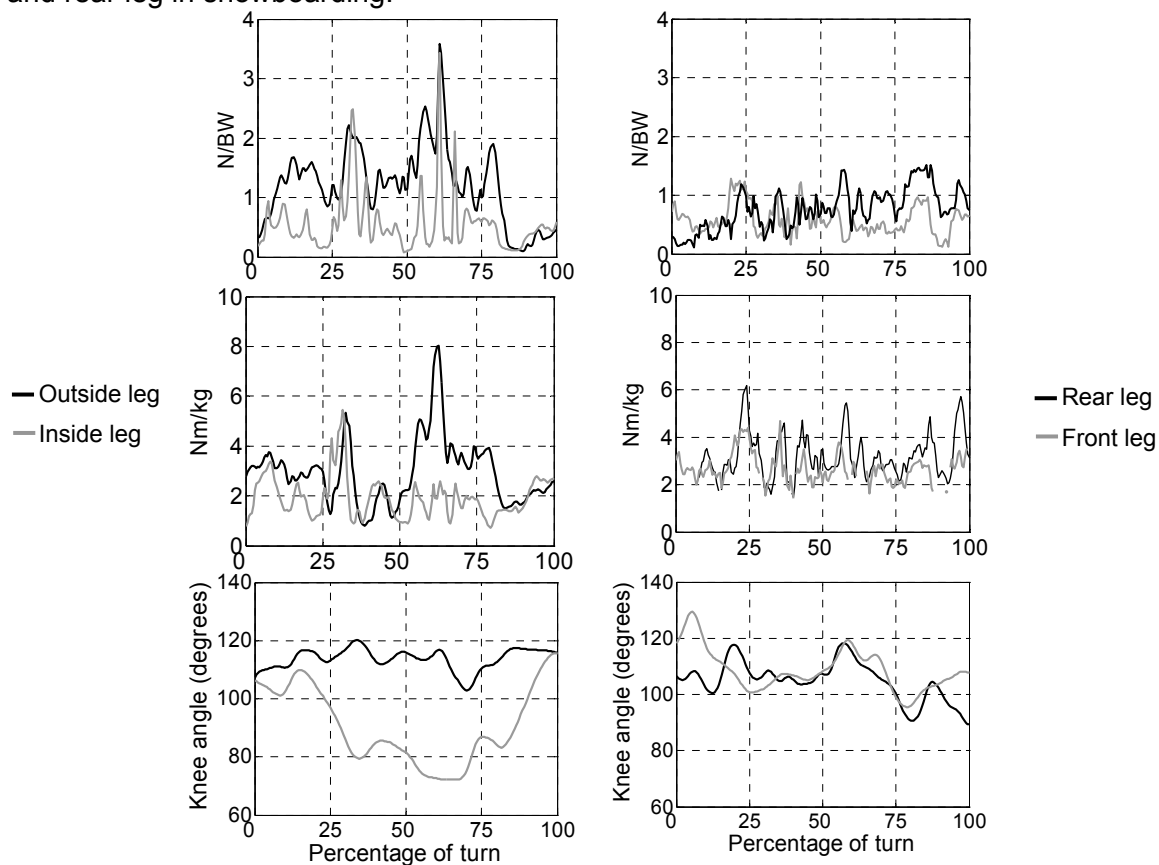 and rear leg in snowboarding.
4
3
2
1
0
N/BW
0 25 50 75 100
4
3
2
1
0
N/BW
0 25 50 75 100
Outside leg
Inside leg
10
8
6
4
2
0
Nm/kg
0 25 50 75 100
10
8
6
4
2
0
Nm/kg
0 25 50 75 100
Rear leg
Front leg
140
120
100
80
60
Knee angle (degrees)
0 25 50 75 100
Percentage of turn
140
120
100
80
60
Knee angle (degrees)
0 25 50 75 100
Percentage of turn